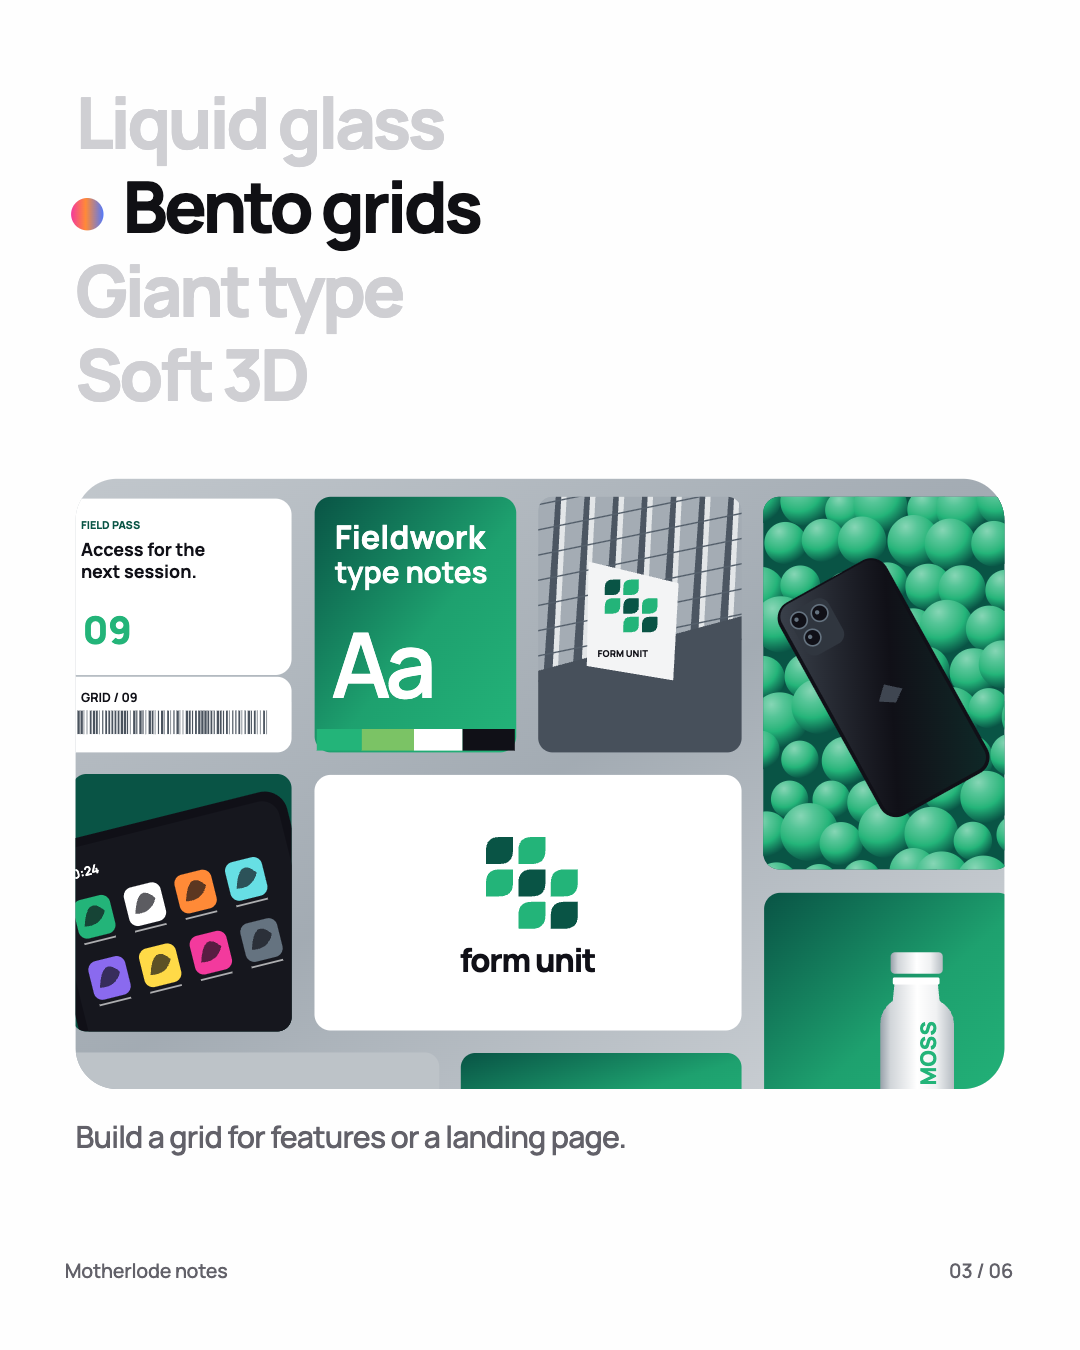 Liquid glass
Bento grids
Giant type
Soft 3D
FIELD PASS
Access for the
next session.
09
GRID / 09
Fieldwork
type notes
Aa
FORM UNIT
:24
form unit
MOSS
Build a grid for features or a landing page.
Motherlode notes
03 / 06